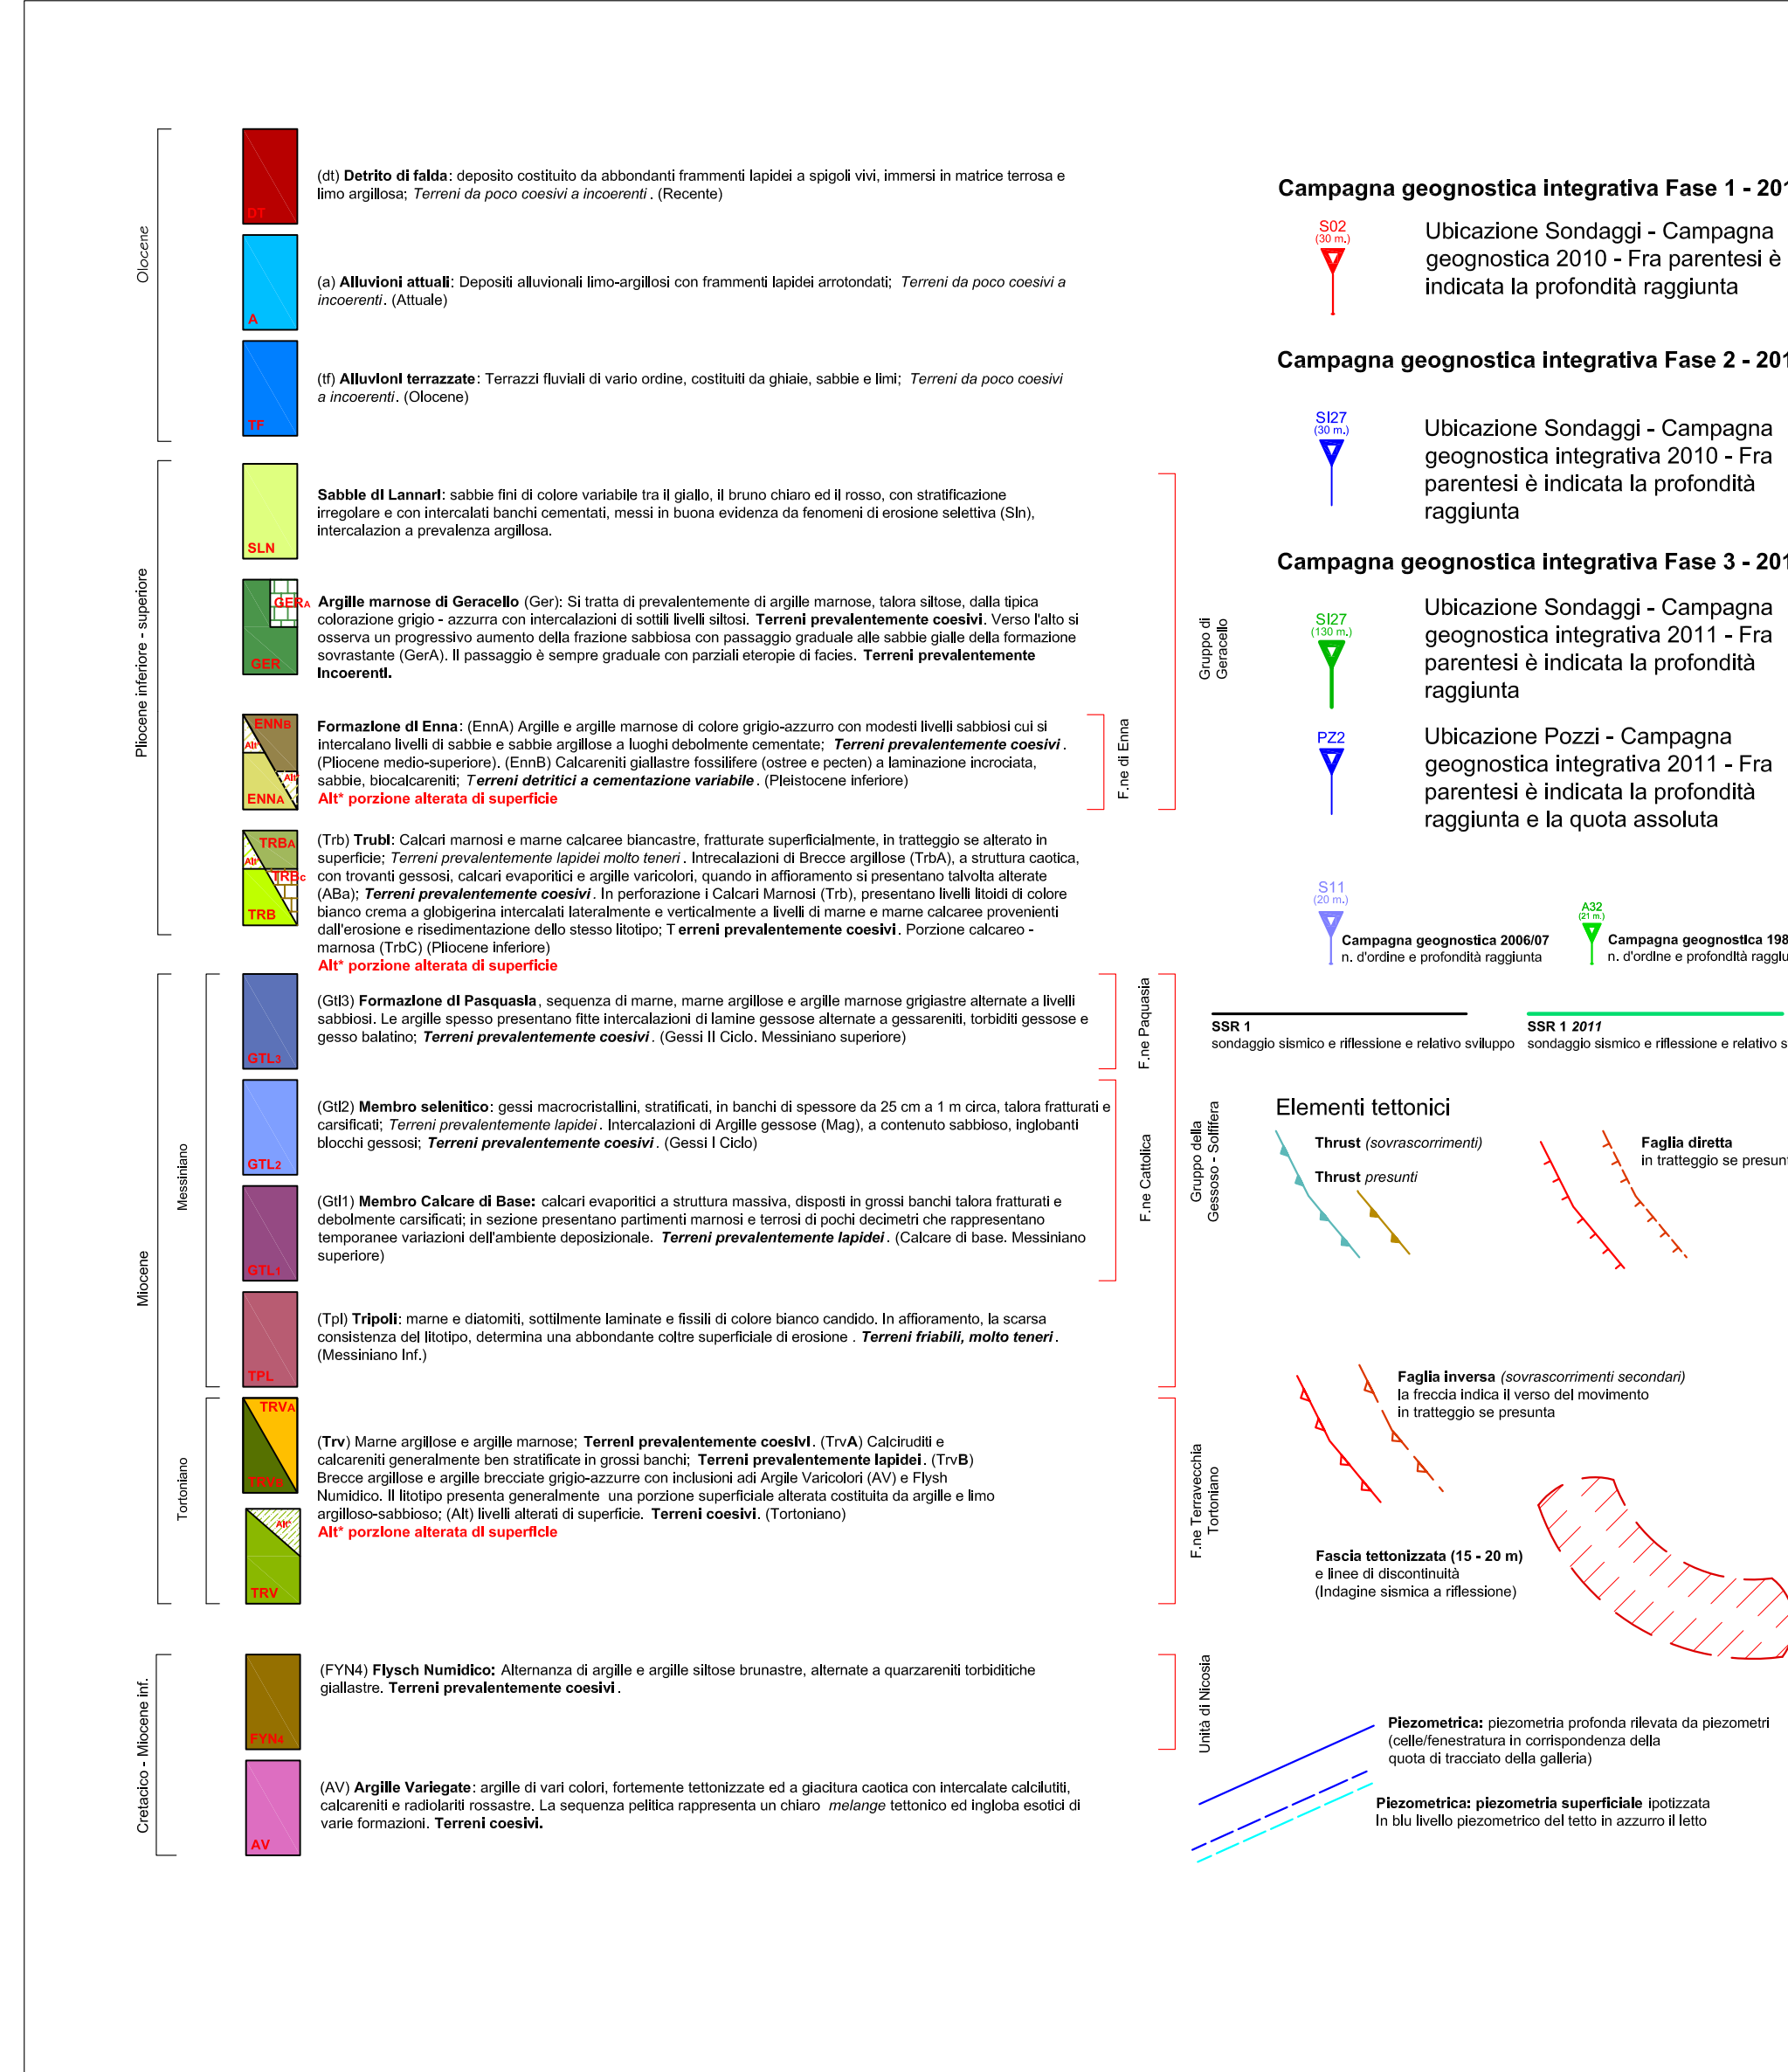 Olocene
DT
(dt) Detrito di falda: deposito costituito da abbondanti frammenti lapidei a spigoli vivi, immersi in matrice terrosa e
limo argillosa; Terreni da poco coesivi a incoerenti. (Recente)
A
(a) Alluvioni attuali: Depositi alluvionali limo-argillosi con frammenti lapidei arrotondati; Terreni da poco coesivi a
incoerenti. (Attuale)
TF
(tf) Alluvioni terrazzate: Terrazzi fluviali di vario ordine, costituiti da ghiaie, sabbie e limi; Terreni da poco coesivi
a incoerenti. (Olocene)
Pliocene inferiore - superiore
SLN
Sabbie di Lannari: sabbie fini di colore variabile tra il giallo, il bruno chiaro ed il rosso, con stratificazione
irregolare e con intercalati banchi cementati, messi in buona evidenza da fenomeni di erosione selettiva (Sln),
intercalazion a prevalenza argillosa.
GERA
GER
Argille marnose di Geracello (Ger): Si tratta di prevalentemente di argille marnose, talora siltose, dalla tipica
colorazione grigio - azzurra con intercalazioni di sottili livelli siltosi. Terreni prevalentemente coesivi. Verso l'alto si
osserva un progressivo aumento della frazione sabbiosa con passaggio graduale alle sabbie gialle della formazione
sovrastante (GerA). Il passaggio è sempre graduale con parziali eteropie di facies. Terreni prevalentemente
Incoerenti.
Gruppo di
Geracello
ENNB
Alt*
Alt*
ENNA
Formazione di Enna: (EnnA) Argille e argille marnose di colore grigio-azzurro con modesti livelli sabbiosi cui si
intercalano livelli di sabbie e sabbie argillose a luoghi debolmente cementate; Terreni prevalentemente coesivi.
(Pliocene medio-superiore). (EnnB) Calcareniti giallastre fossilifere (ostree e pecten) a laminazione incrociata,
sabbie, biocalcareniti; Terreni detritici a cementazione variabile. (Pleistocene inferiore)
Alt* porzione alterata di superficie
F.ne di Enna
TRBA
Alt*
TRBC
TRB
(Trb) Trubi: Calcari marnosi e marne calcaree biancastre, fratturate superficialmente, in tratteggio se alterato in
superficie; Terreni prevalentemente lapidei molto teneri. Intrecalazioni di Brecce argillose (TrbA), a struttura caotica,
con trovanti gessosi, calcari evaporitici e argille varicolori, quando in affioramento si presentano talvolta alterate
(ABa); Terreni prevalentemente coesivi. In perforazione i Calcari Marnosi (Trb), presentano livelli litoidi di colore
bianco crema a globigerina intercalati lateralmente e verticalmente a livelli di marne e marne calcaree provenienti
dall'erosione e risedimentazione dello stesso litotipo; Terreni prevalentemente coesivi. Porzione calcareo -
marnosa (TrbC) (Pliocene inferiore)
Alt* porzione alterata di superficie
Miocene
Messiniano
GTL3
(Gtl3) Formazione di Pasquasia, sequenza di marne, marne argillose e argille marnose grigiastre alternate a livelli
sabbiosi. Le argille spesso presentano fitte intercalazioni di lamine gessose alternate a gessareniti, torbiditi gessose e
gesso balatino; Terreni prevalentemente coesivi. (Gessi II Ciclo. Messiniano superiore)
F.ne Paquasia
GTL2
(Gtl2) Membro selenitico: gessi macrocristallini, stratificati, in banchi di spessore da 25 cm a 1 m circa, talora fratturati e
carsificati; Terreni prevalentemente lapidei. Intercalazioni di Argille gessose (Mag), a contenuto sabbioso, inglobanti
blocchi gessosi; Terreni prevalentemente coesivi. (Gessi I Ciclo)
F.ne Cattolica
Gruppo della
Gessoso - Solfifera
GTL1
(Gtl1) Membro Calcare di Base: calcari evaporitici a struttura massiva, disposti in grossi banchi talora fratturati e
debolmente carsificati; in sezione presentano partimenti marnosi e terrosi di pochi decimetri che rappresentano
temporanee variazioni dell'ambiente deposizionale. Terreni prevalentemente lapidei. (Calcare di base. Messiniano
superiore)
TPL
(Tpl) Tripoli: marne e diatomiti, sottilmente laminate e fissili di colore bianco candido. In affioramento, la scarsa
consistenza del litotipo, determina una abbondante coltre superficiale di erosione . Terreni friabili, molto teneri.
(Messiniano Inf.)
Tortoniano
TRVA
TRVB
Alt*
TRV
(Trv) Marne argillose e argille marnose; Terreni prevalentemente coesivi. (TrvA) Calciruditi e
calcareniti generalmente ben stratificate in grossi banchi; Terreni prevalentemente lapidei. (TrvB)
Brecce argillose e argille brecciate grigio-azzurre con inclusioni adi Argile Varicolori (AV) e Flysh
Numidico. Il litotipo presenta generalmente una porzione superficiale alterata costituita da argille e limo
argilloso-sabbioso; (Alt) livelli alterati di superficie. Terreni coesivi. (Tortoniano)
Alt* porzione alterata di superficie
F.ne Terravecchia
Tortoniano
Cretacico - Miocene inf.
FYN4
(FYN4) Flysch Numidico: Alternanza di argille e argille siltose brunastre, alternate a quarzareniti torbiditiche
giallastre. Terreni prevalentemente coesivi.
Unità di Nicosia
AV
(AV) Argille Variegate: argille di vari colori, fortemente tettonizzate ed a giacitura caotica con intercalate calcilutiti,
calcareniti e radiolariti rossastre. La sequenza pelitica rappresenta un chiaro melange tettonico ed ingloba esotici di
varie formazioni. Terreni coesivi.
Campagna geognostica integrativa Fase 1 - 201
S02
(30 m.)
Ubicazione Sondaggi - Campagna
geognostica 2010 - Fra parentesi è
indicata la profondità raggiunta
Campagna geognostica integrativa Fase 2 - 201
SI27
(30 m.)
Ubicazione Sondaggi - Campagna
geognostica integrativa 2010 - Fra
parentesi è indicata la profondità
raggiunta
Campagna geognostica integrativa Fase 3 - 201
SI27
(130 m.)
Ubicazione Sondaggi - Campagna
geognostica integrativa 2011 - Fra
parentesi è indicata la profondità
raggiunta
PZ2
Ubicazione Pozzi - Campagna
geognostica integrativa 2011 - Fra
parentesi è indicata la profondità
raggiunta e la quota assoluta
S11
(20 m.)
Campagna geognostica 2006/07
n. d'ordine e profondità raggiunta
A32
(21 m.)
Campagna geognostica 198
n. d'ordine e profondità raggiu
SSR 1
sondaggio sismico e riflessione e relativo sviluppo
SSR 1 2011
sondaggio sismico e riflessione e relativo s
Elementi tettonici
Thrust (sovrascorrimenti)
Thrust presunti
Faglia diretta
in tratteggio se presun
Faglia inversa (sovrascorrimenti secondari)
la freccia indica il verso del movimento
in tratteggio se presunta
Fascia tettonizzata (15 - 20 m)
e linee di discontinuità
(Indagine sismica a riflessione)
Piezometrica: piezometria profonda rilevata da piezometri
(celle/fenestratura in corrispondenza della
quota di tracciato della galleria)
Piezometrica: piezometria superficiale ipotizzata
In blu livello piezometrico del tetto in azzurro il letto